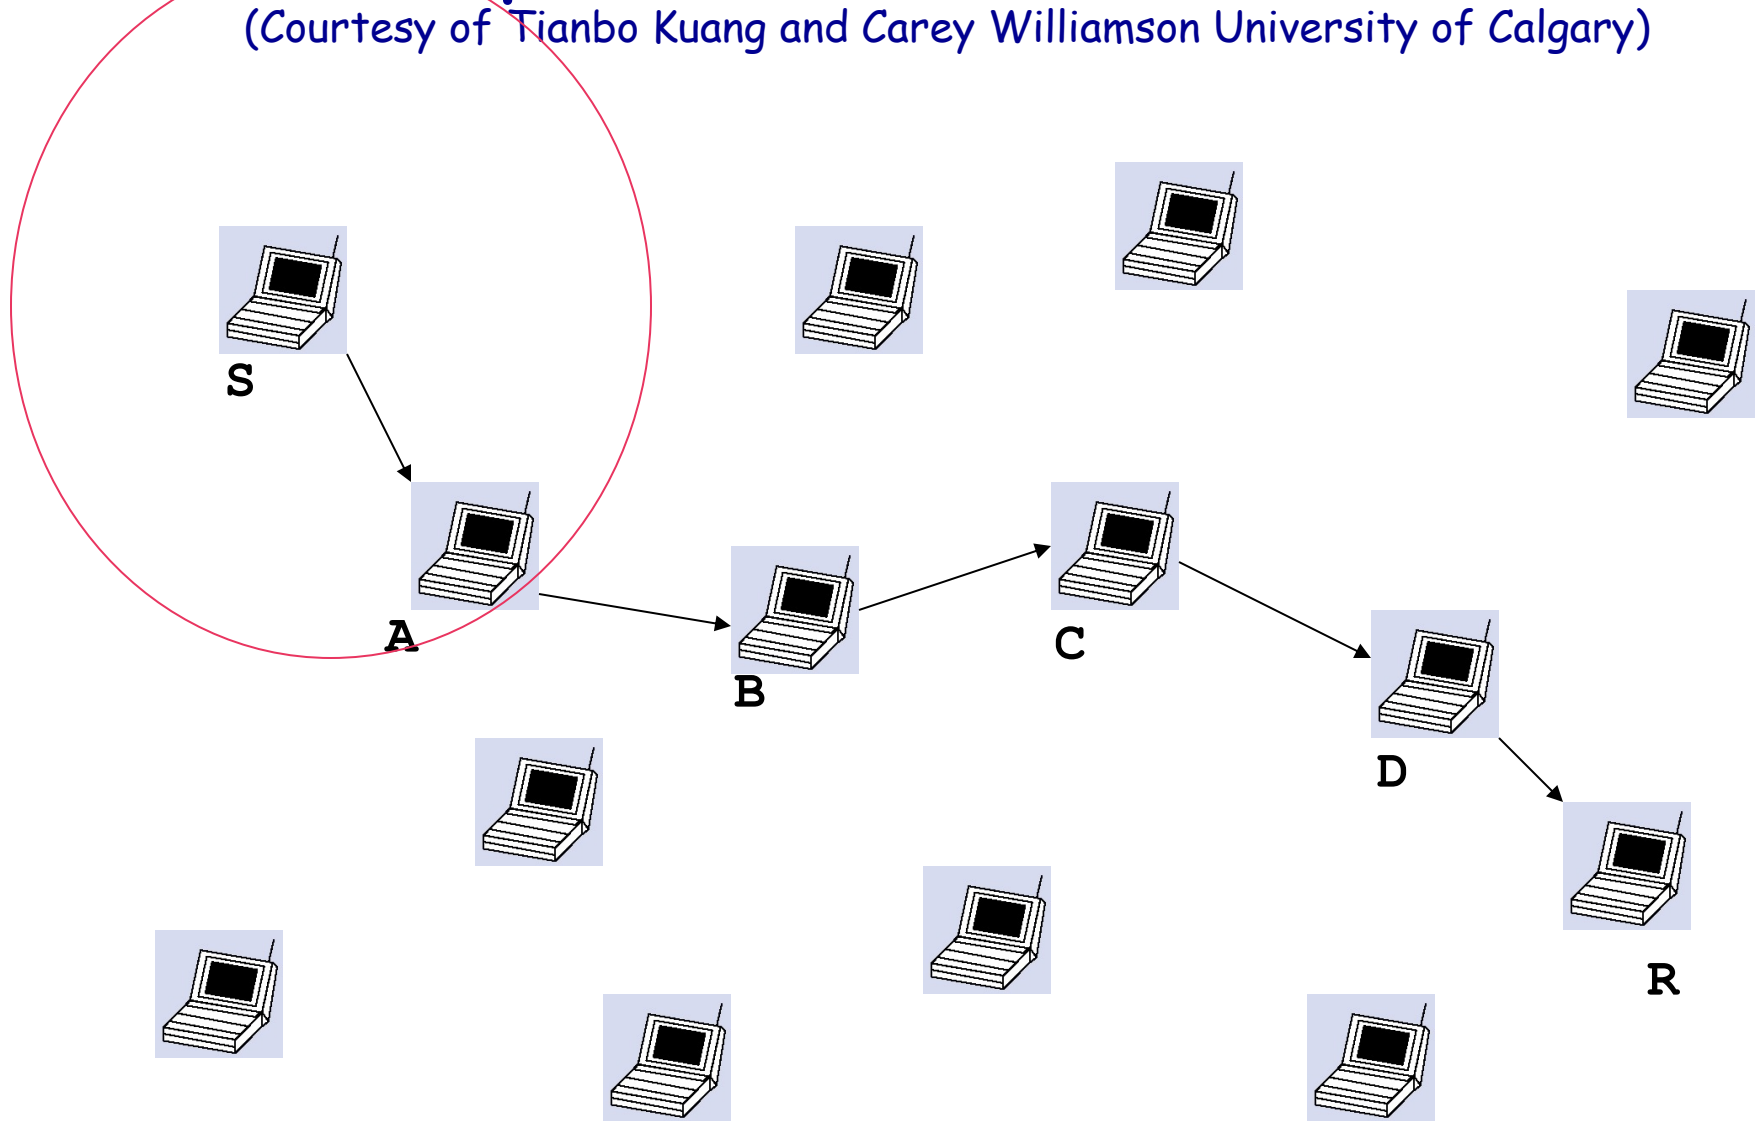 (Courtesy of Tianbo Kuang and Carey Williamson University of Calgary)
S
A
B
C
D
R